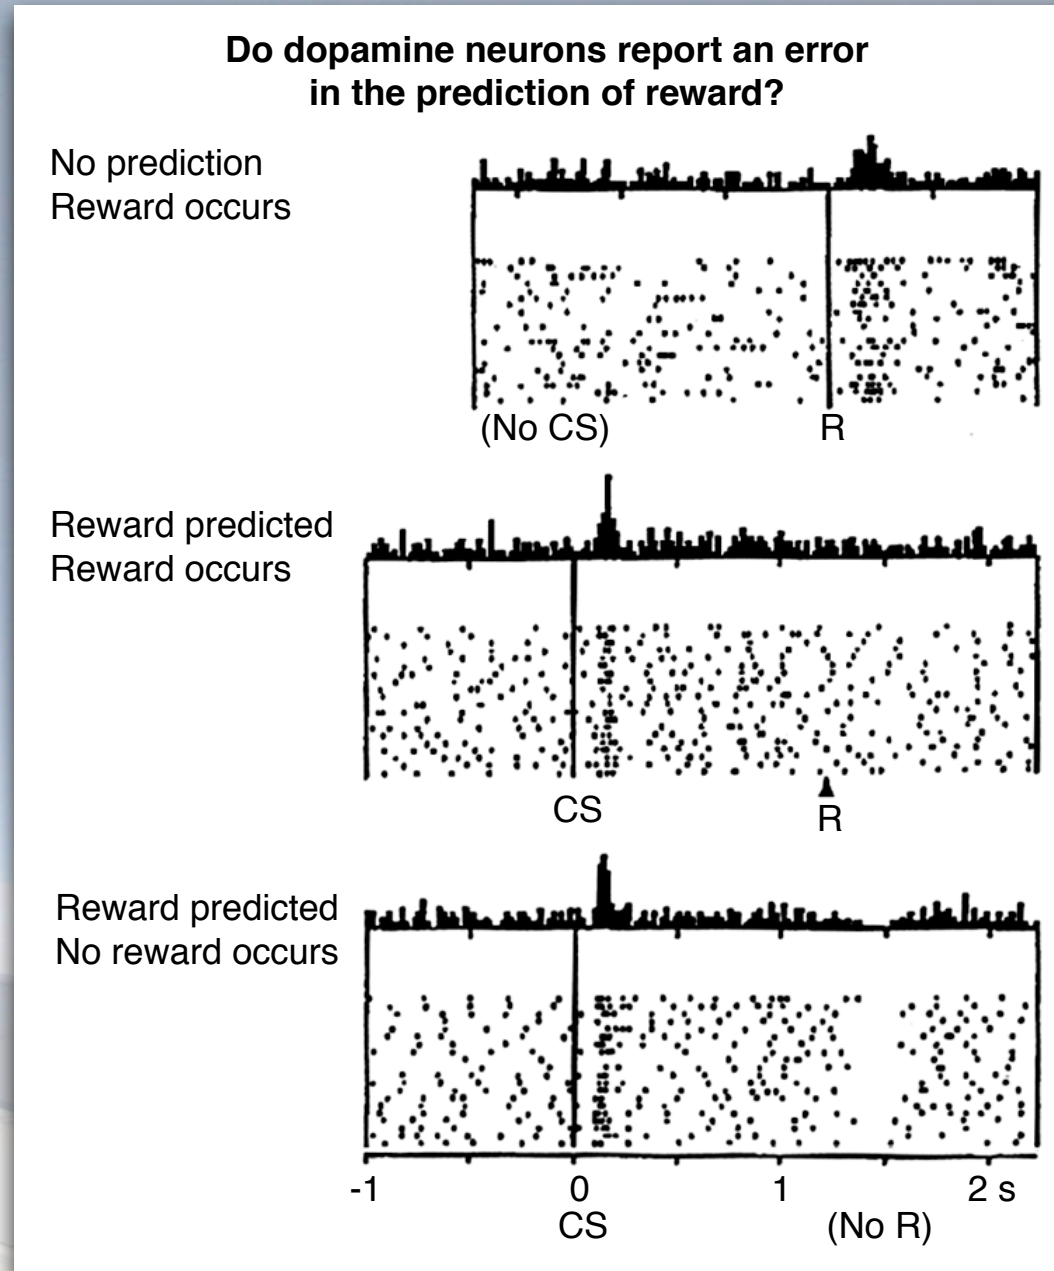 Do dopamine neurons report an error
in the prediction of reward?
No prediction
Reward occurs
(No CS)
R
Reward predicted
Reward occurs
CS
R
Reward predicted
No reward occurs
-1 0 1 2 s
CS (No R)